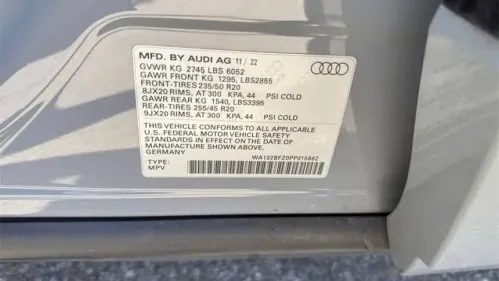 MFD. BY AUDI AG 11 / 22
GVWR KG 2745 LBS 6052
GAWR FRONT KG 1295, LBS2855
FRONT-TIRES 235/50 R20
8JX20 RIMS, AT 300 KPA, 44 PSI COLD
GAWR REAR KG 1540, LBS3395
REAR-TIRES 255/45 R20
9JX20 RIMS, AT 300 KPA, 44 PSI COLD
THIS VEHICLE CONFORMS TO ALL APPLICABLE
U.S. FEDERAL MOTOR VEHICLE SAFETY
STANDARDS IN EFFECT ON THE DATE OF
MANUFACTURE SHOWN ABOVE
GERMANY
TYPE:
MPV